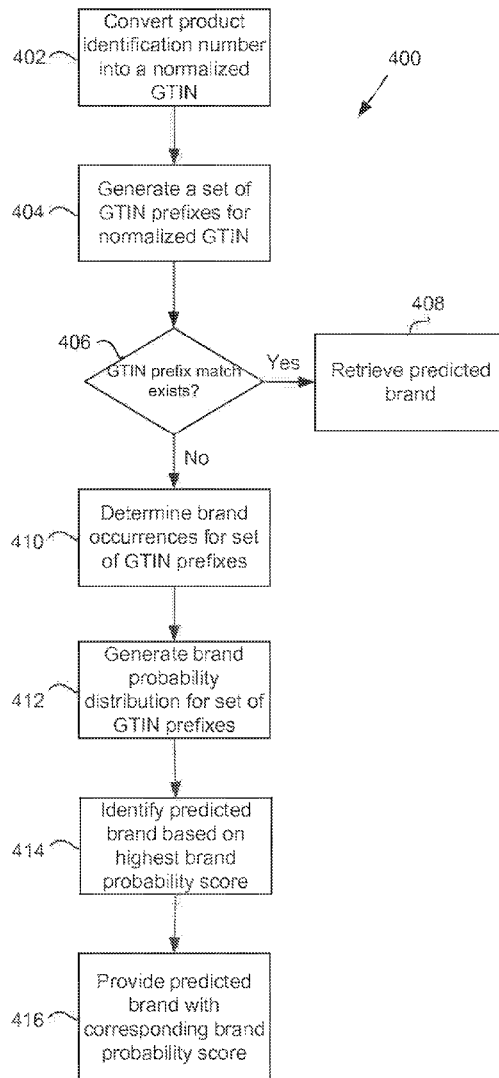 402
Convert product
identification number
into a normalized
GTIN
400
404
Generate a set of
GTIN prefixes for
normalized GTIN
406
GTIN prefix match
exists?
Yes
408
Retrieve predicted
brand
No
410
Determine brand
occurrences for set
of GTIN prefixes
412
Generate brand
probability
distribution for set of
GTIN prefixes
414
Identify predicted
brand based on
highest brand
probability score
416
Provide predicted
brand with
corresponding brand
probability score